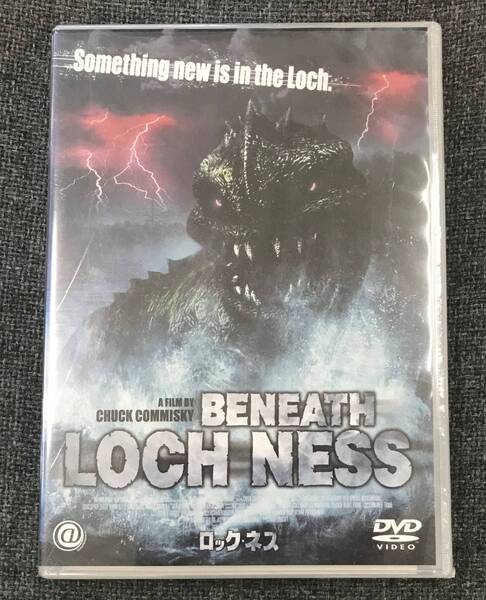 Something new is in the Loch.
A FILM BY
CHUCK COMMISKY
BENEATH
LOCH NESS
@
ロック・ネス
DVD
VIDEO